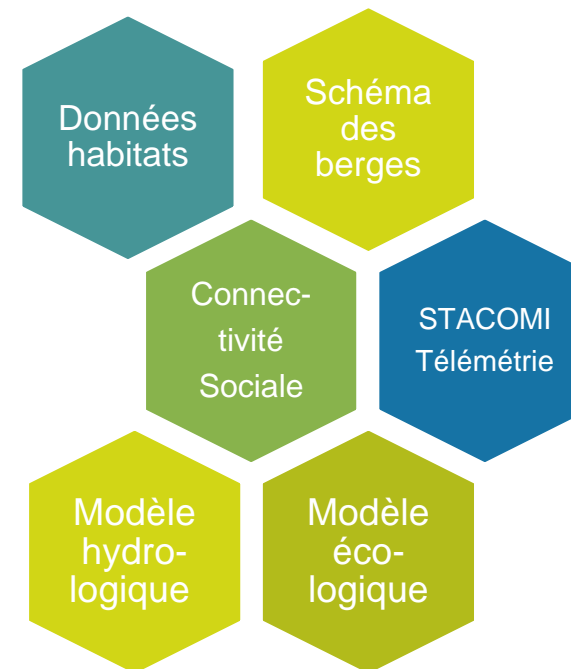 Données
habitats
Schéma
des
berges
Connec-
tivité
Sociale
STACOMI
Télémétrie
Modèle
hydro-
logique
Modèle
éco-
logique